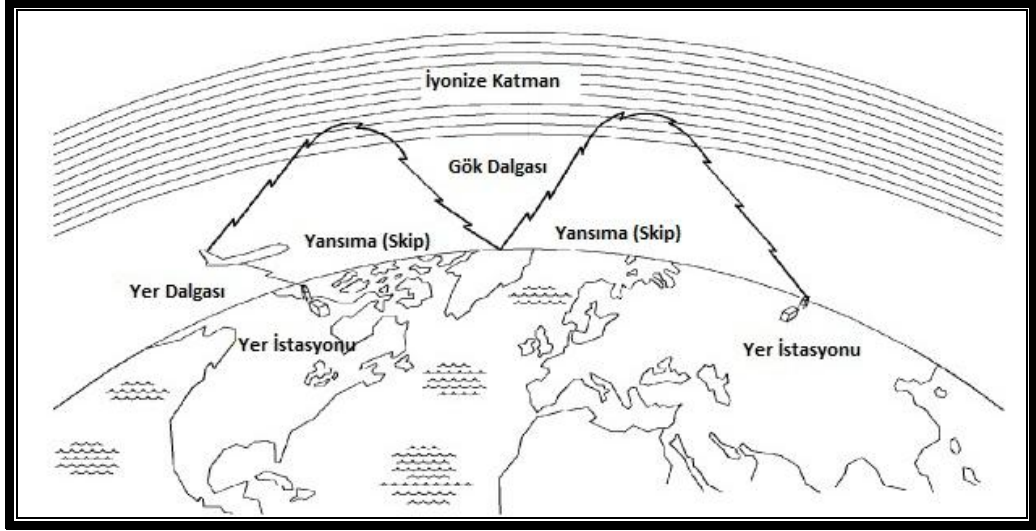 İyonize Katman
Gök Dalgası
Yansıma (Skip)
Yansıma (Skip)
Yer Dalgası
Yer İstasyonu
Yer İstasyonu